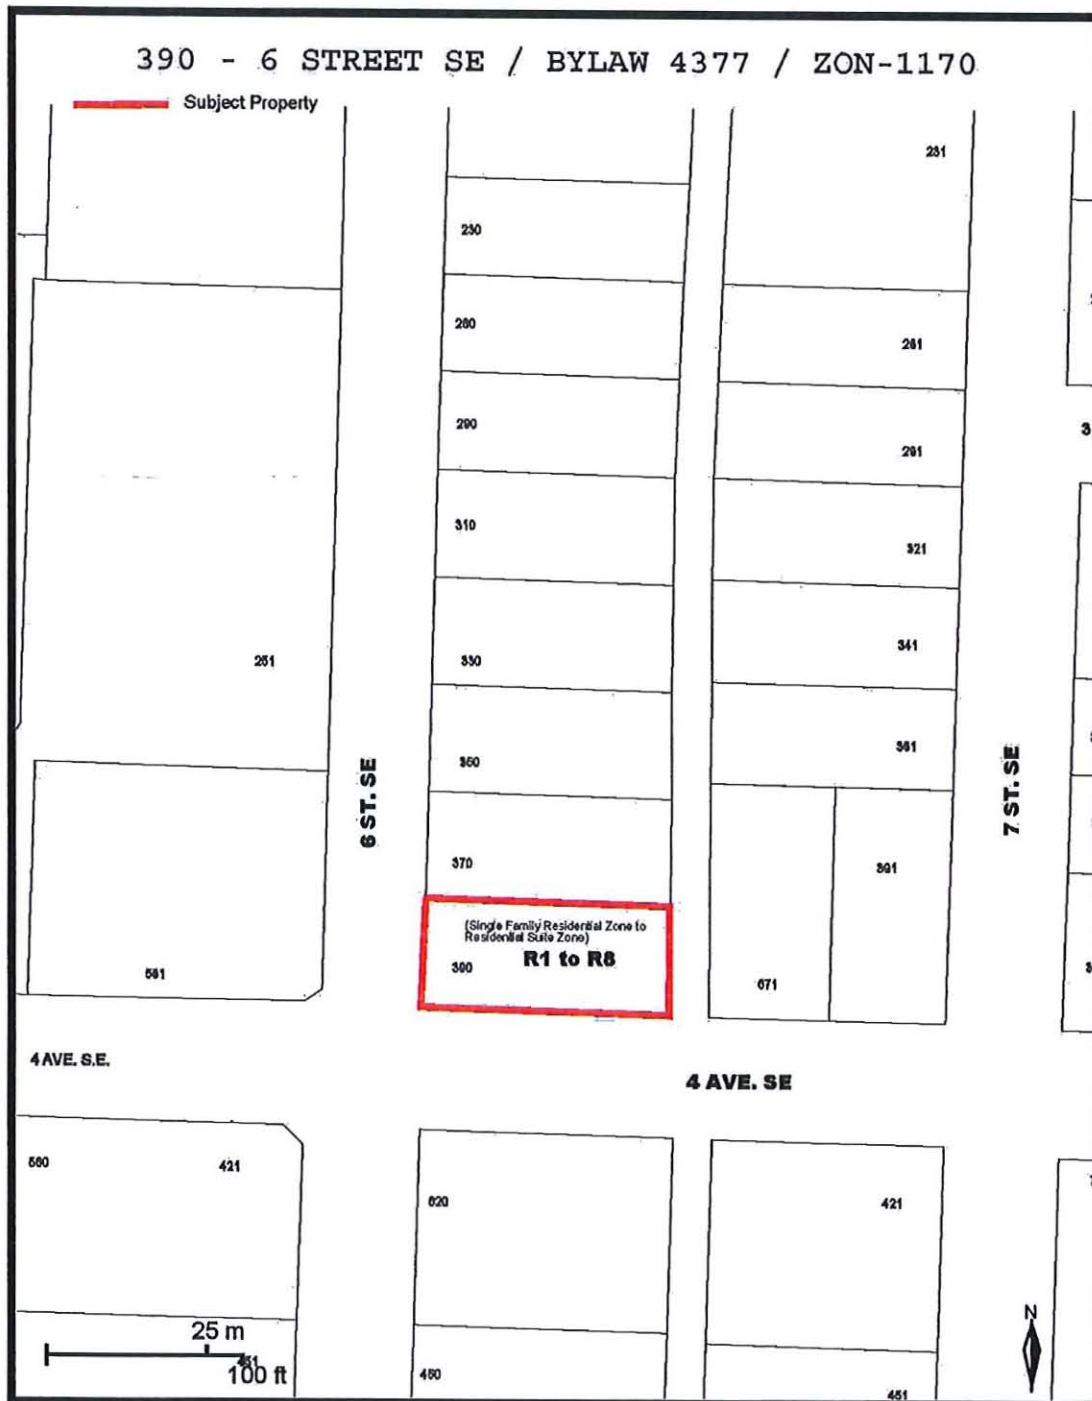 390 - 6 STREET SE / BYLAW 4377 / ZON-1170
Subject Property
231
230
260
261
290
291
310
321
330
341
251
350
361
6 ST. SE
7 ST. SE
370
391
(Single Family Residential Zone to
Residential Suite Zone)
R1 to R8
390
561
671
4 AVE. S.E.
4 AVE. SE
560
421
620
421
N
25 m
100 ft
450
451